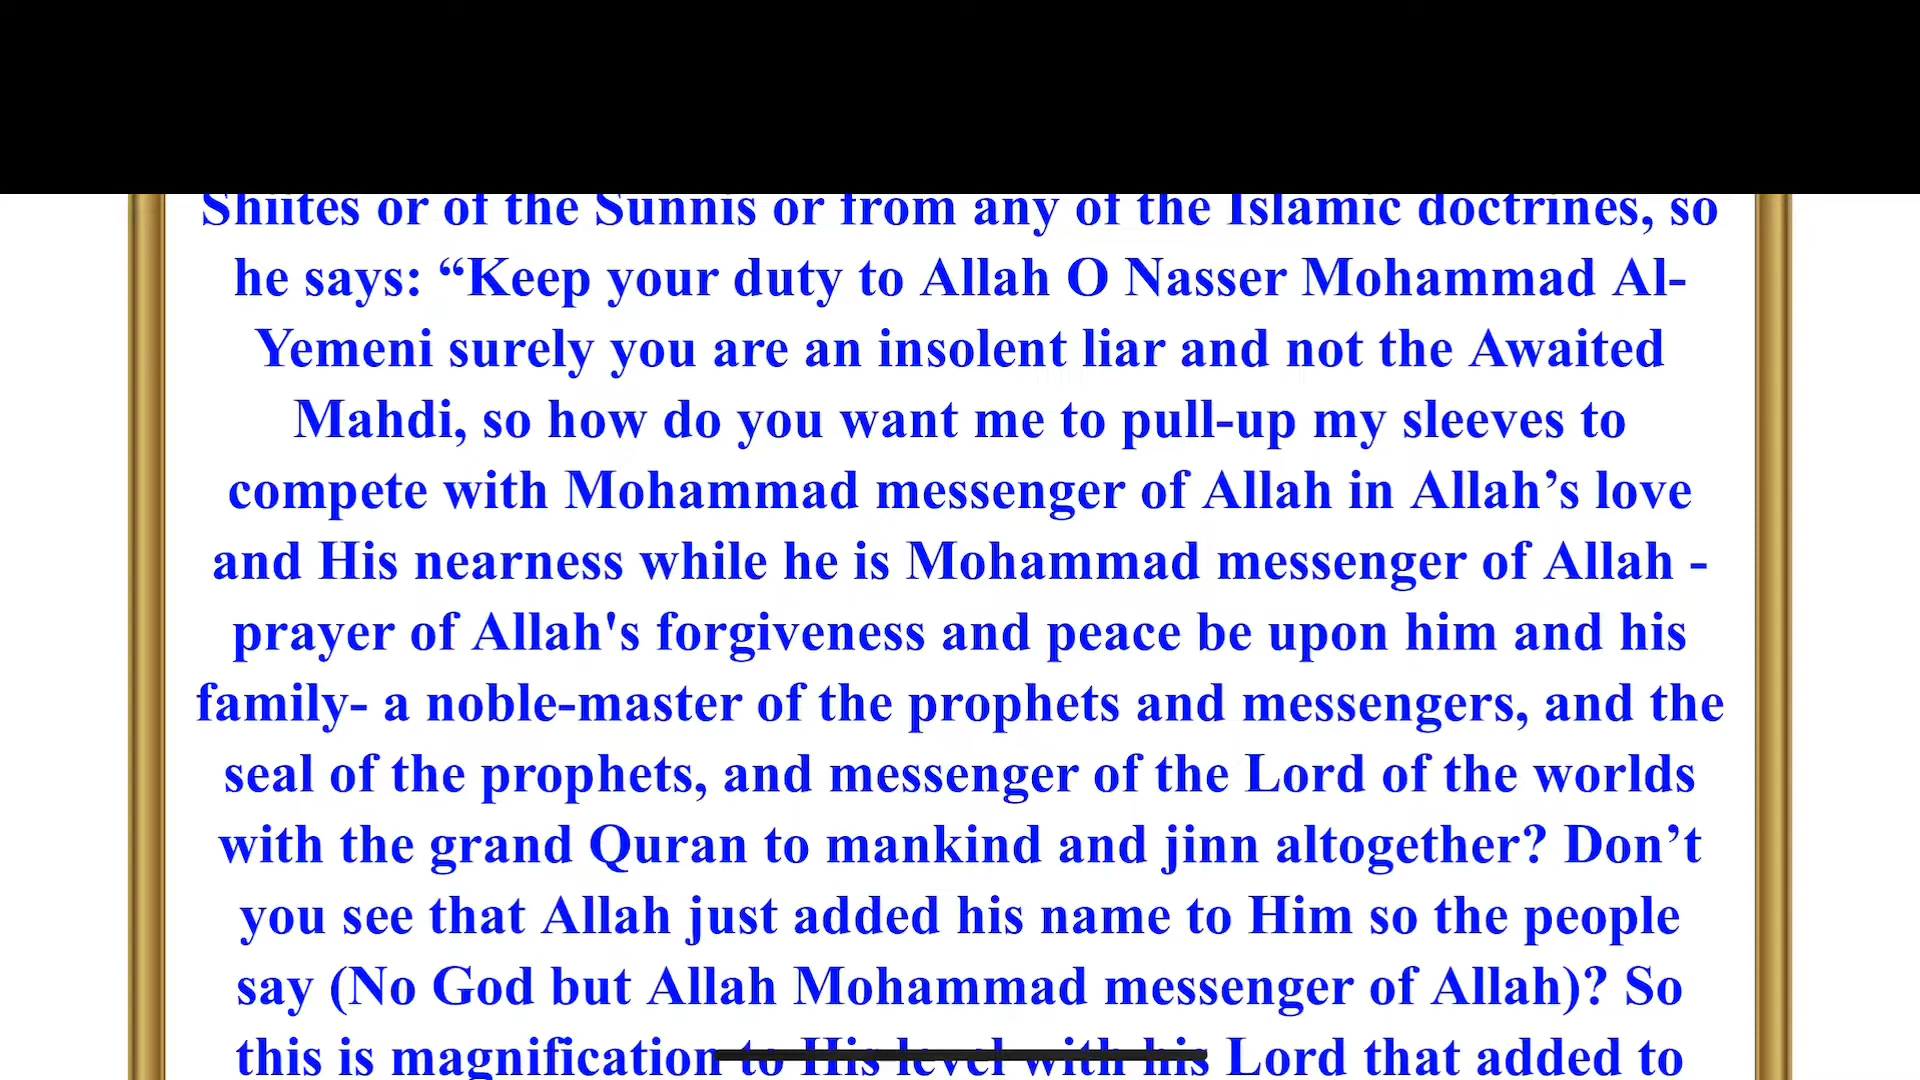 Shiites or of the Sunnis or from any of the Islamic doctrines, so
he says: “Keep your duty to Allah O Nasser Mohammad Al-
Yemeni surely you are an insolent liar and not the Awaited
Mahdi, so how do you want me to pull-up my sleeves to
compete with Mohammad messenger of Allah in Allah’s love
and His nearness while he is Mohammad messenger of Allah -
prayer of Allah's forgiveness and peace be upon him and his
family- a noble-master of the prophets and messengers, and the
seal of the prophets, and messenger of the Lord of the worlds
with the grand Quran to mankind and jinn altogether? Don’t
you see that Allah just added his name to Him so the people
say (No God but Allah Mohammad messenger of Allah)? So
this is magnification to His level with his Lord that added to